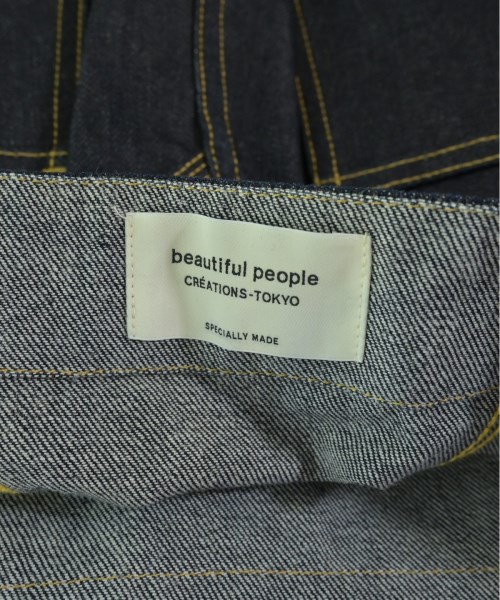 beautiful people
CRÉATIONS-TOKYO
SPECIALLY MADE